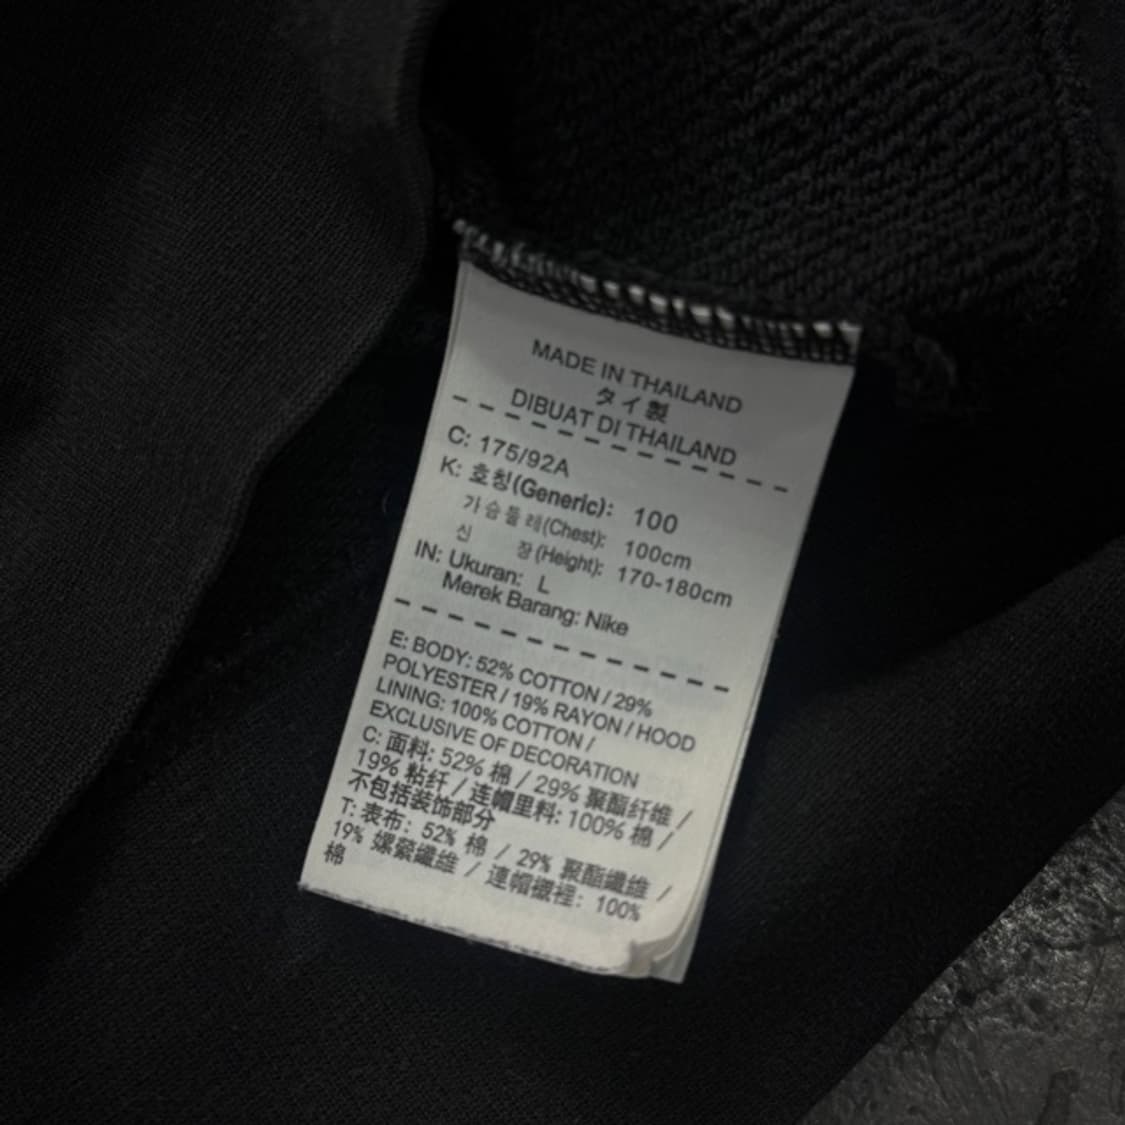 MADE IN THAILAND
タイ製
DIBUAT DI THAILAND
C: 175/92A
K: 호칭(Generic): 100
가슴둘레(Chest): 100cm
신 장(Height): 170-180cm
IN: Ukuran: L
Merek Barang: Nike
E: BODY: 52% COTTON / 29%
POLYESTER / 19% RAYON / HOOD
LINING: 100% COTTON /
EXCLUSIVE OF DECORATION
C: 面料: 52% 棉 / 29% 聚酯纤维 /
19% 粘纤 / 连帽里料: 100% 棉 /
不包括装饰部分
T: 表布: 52% 棉 / 29% 聚酯纖維 /
19% 嫘縈纖維 / 連帽襯裡: 100%
棉